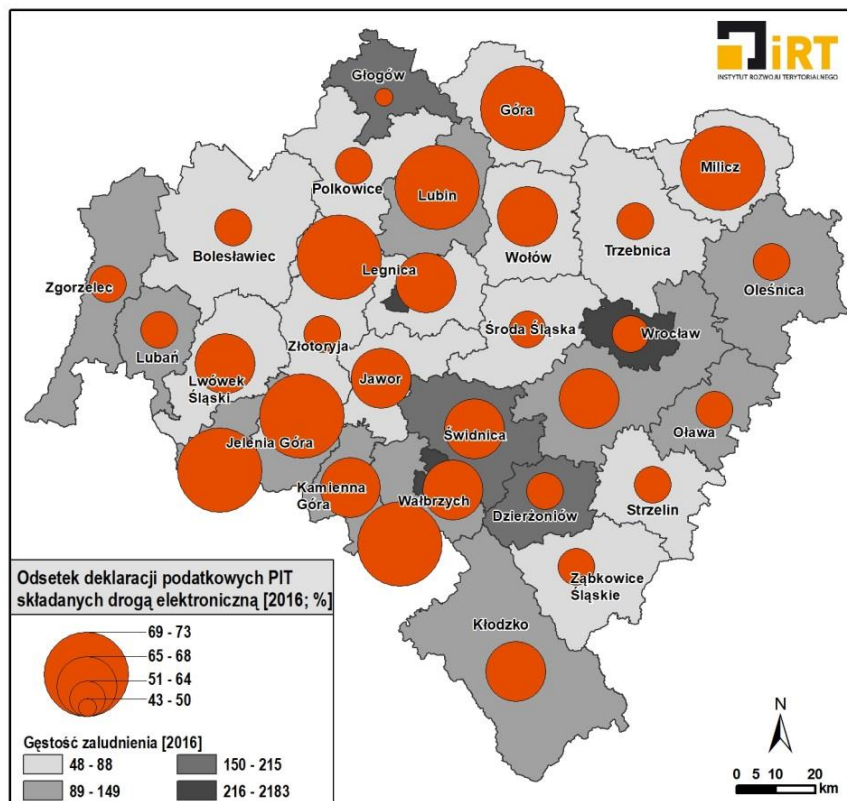 iRT
INSTYTUT ROZWOJU TERYTORIALNEGO
Głogów
Góra
Milicz
Polkowice
Lubin
Bolesławiec
Wołów
Trzebnica
Zgorzelec
Legnica
Oleśnica
Lubań
Złotoryja
Środa Śląska
Wrocław
Lwówek
Śląski
Jawor
Jelenia Góra
Świdnica
Oława
Kamienna
Góra
Wałbrzych
Dzierżoniów
Strzelin
Ząbkowice
Śląskie
Kłodzko
Odsetek deklaracji podatkowych PIT
składanych drogą elektroniczną [2016; %]
69 - 73
65 - 68
51 - 64
43 - 50
Gęstość zaludnienia [2016]
48 - 88
150 - 215
89 - 149
216 - 2183
N
0 5 10 20
km